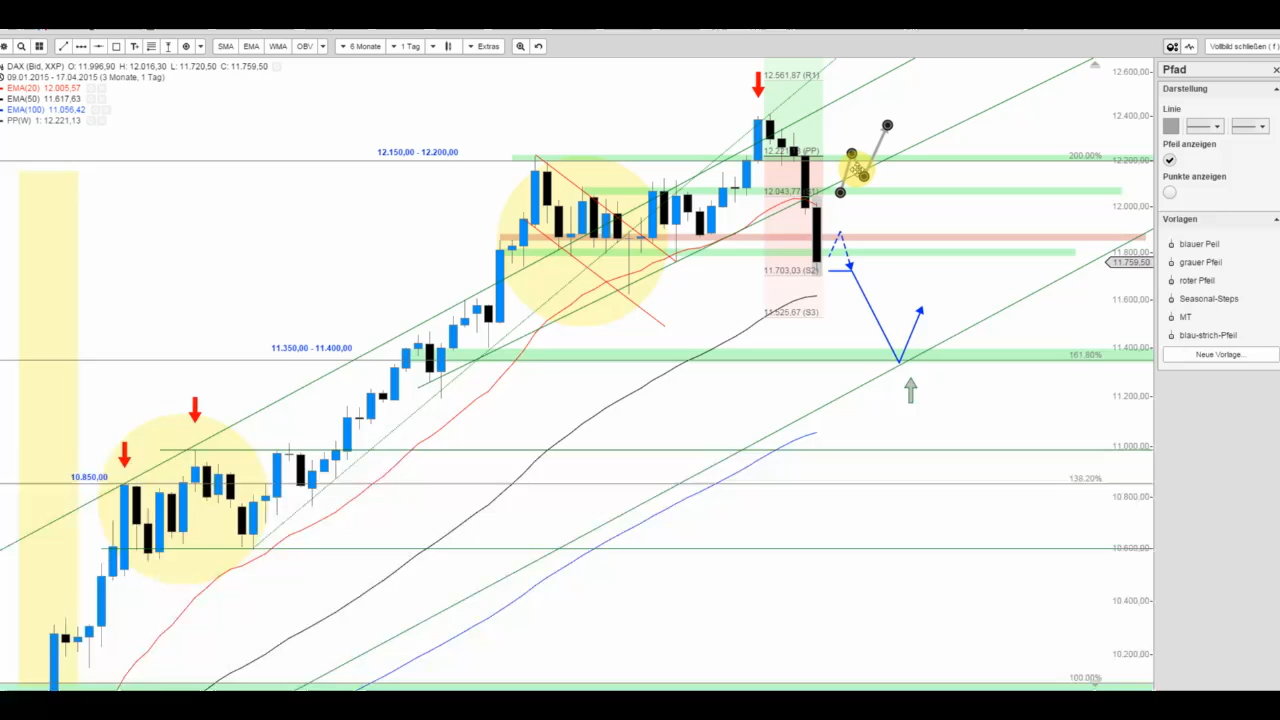 SMA EMA WMA OBV 6 Monate 1 Tag Extras Vollbild schließen (
DAX (Bid, XXP) O: 11.996,90 H: 12.016,30 L: 11.720,50 C: 11.759,50
09.01.2015 - 17.04.2015 (3 Monate, 1 Tag)
EMA(20) 12.005,57
EMA(50) 11.617,63
EMA(100) 11.056,42
PP(W) 1: 12.221,13
12.561,87 (R1)
12.150,00 - 12.200,00
(PP)
200.00%
12.043,77
11.703,03 (S2)
11.525,67 (S3)
11.350,00 - 11.400,00
161.80%
10.850,00
138.20%
100.00%
12.600,00
12.400,00
12.200,00
12.000,00
11.800,00
11.759,50
11.600,00
11.400,00
11.200,00
11.000,00
10.800,00
10.600,00
10.400,00
10.200,00
Pfad
Darstellung
Linie
Pfeil anzeigen
Punkte anzeigen
Vorlagen
blauer Peil
grauer Pfeil
roter Pfeil
Seasonal-Steps
MT
blau-strich-Pfeil
Neue Vorlage...